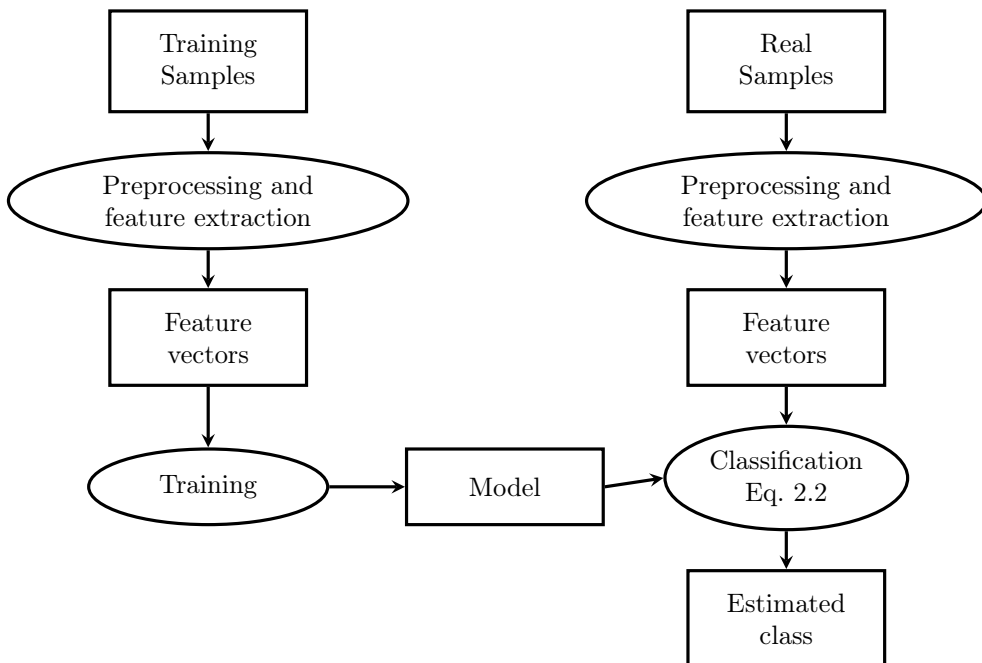 Training
Samples
Real
Samples
Preprocessing and
feature extraction
Preprocessing and
feature extraction
Feature
vectors
Feature
vectors
Training
Model
Classification
Eq. 2.2
Estimated
class